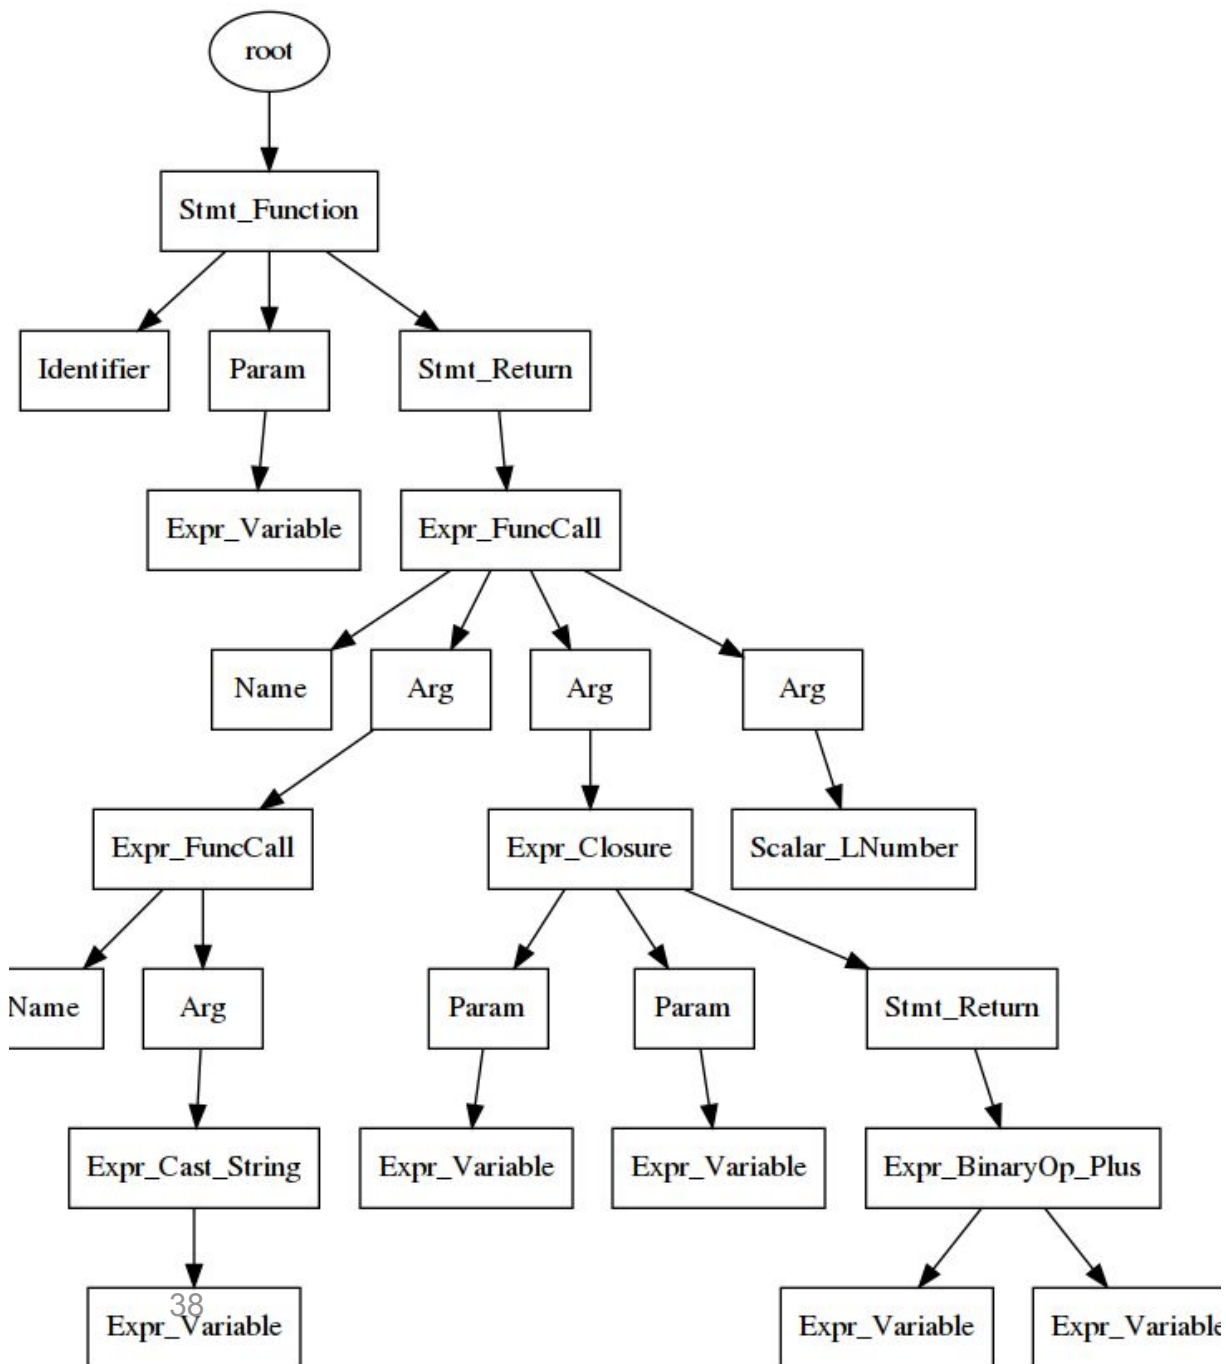 root
Stmt_Function
Identifier
Param
Stmt_Return
Expr_Variable
Expr_FuncCall
Name
Arg
Arg
Arg
Expr_FuncCall
Expr_Closure
Scalar_LNumber
Name
Arg
Param
Param
Stmt_Return
Expr_Cast_String
Expr_Variable
Expr_Variable
Expr_BinaryOp_Plus
38
Expr_Variable
Expr_Variable
Expr_Variable